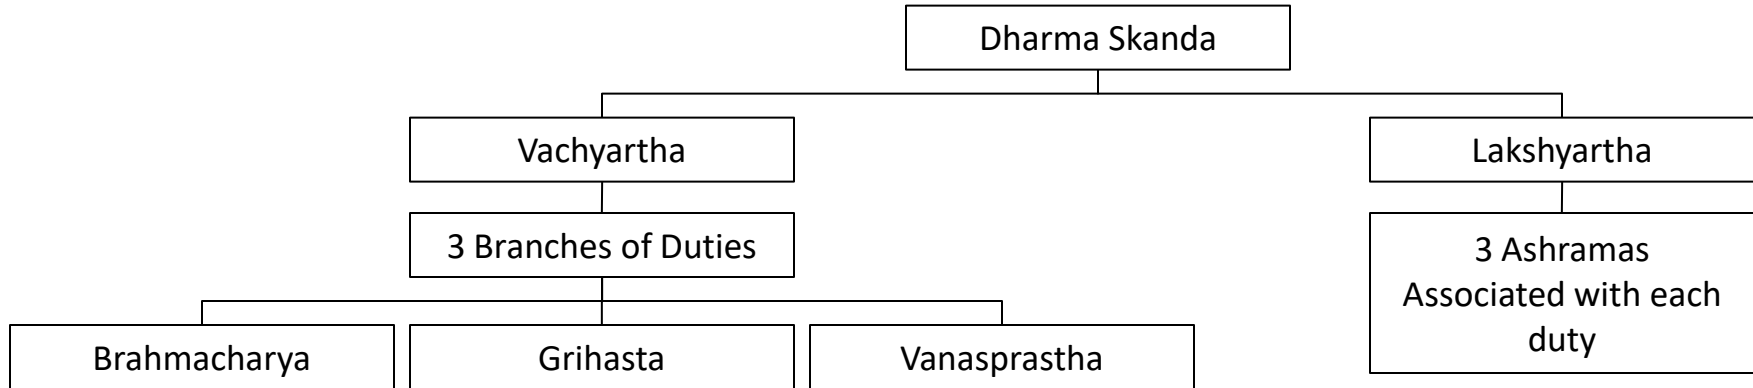 Dharma Skanda
Vachyartha
Lakshyartha
3 Branches of Duties
3 Ashramas
Associated with each
duty
Brahmacharya
Grihasta
Vanasprastha